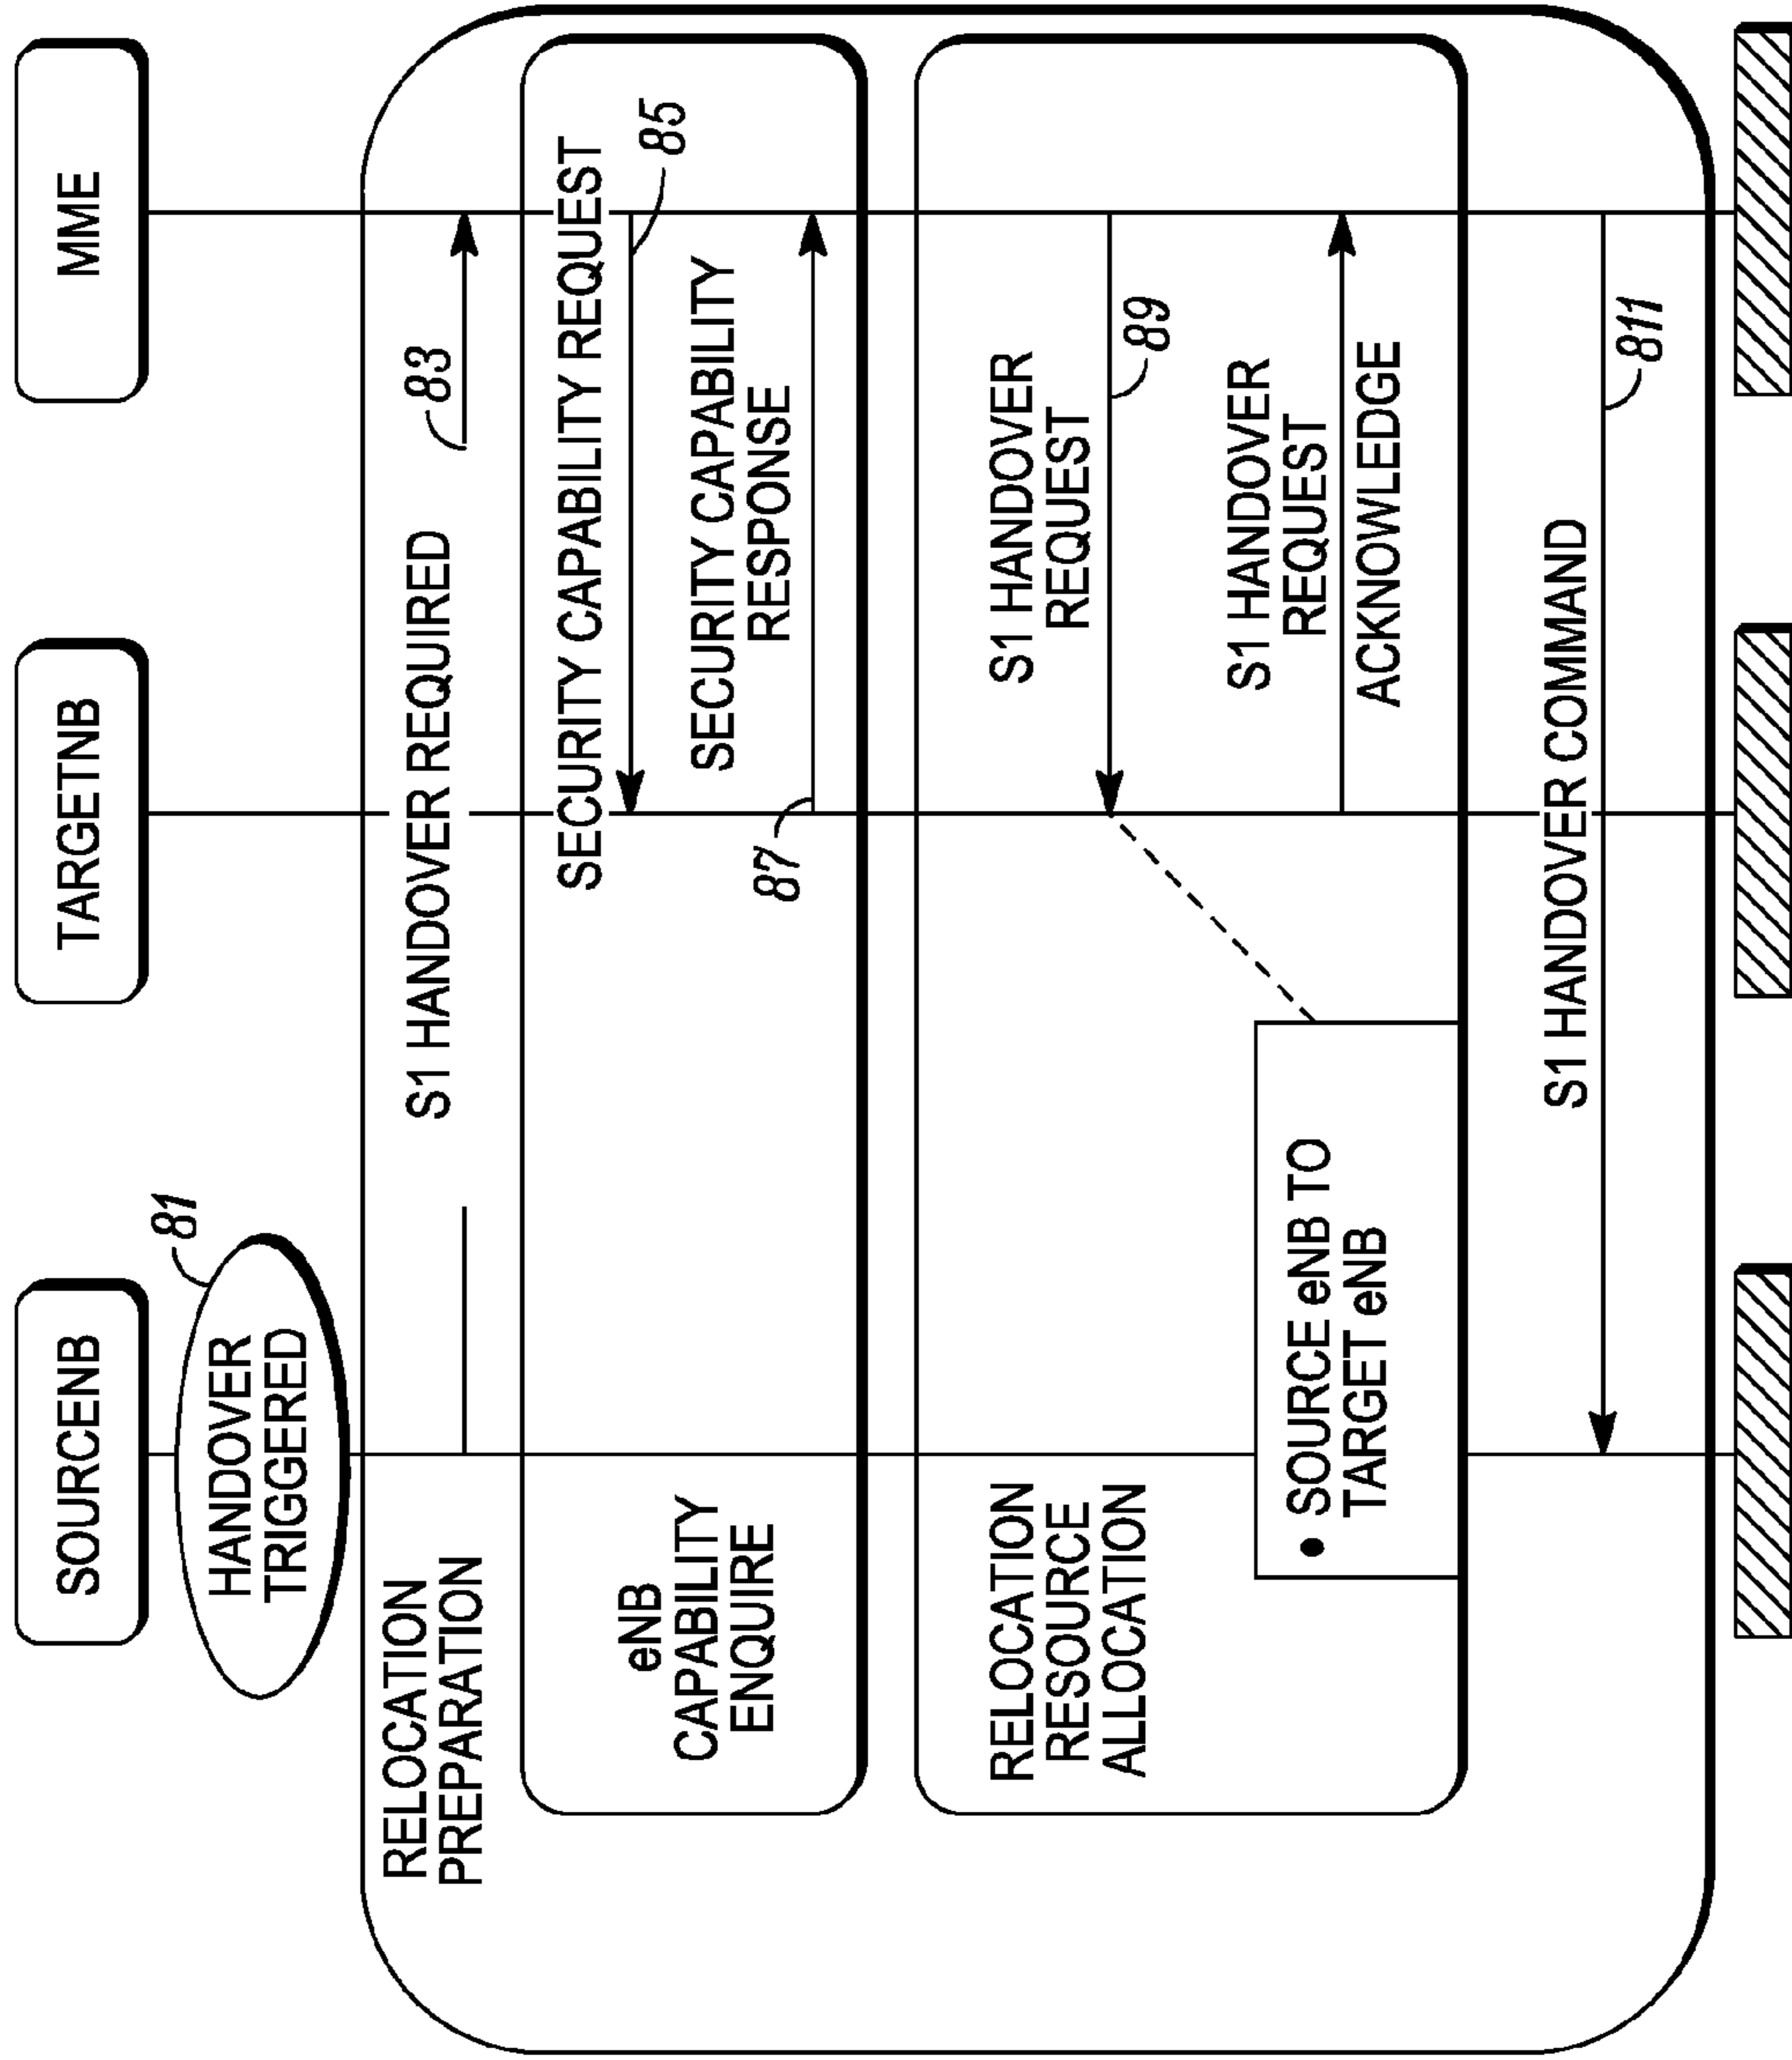 SOURCENB
TARGETNB
MME
HANDOVER
TRIGGERED
81
RELOCATION
PREPARATION
S1 HANDOVER REQUIRED
83
eNB
CAPABILITY
ENQUIRE
SECURITY CAPABILITY REQUEST
85
SECURITY CAPABILITY
RESPONSE
87
RELOCATION
RESOURCE
ALLOCATION
S1 HANDOVER
REQUEST
89
• SOURCE eNB TO
TARGET eNB
S1 HANDOVER
REQUEST
ACKNOWLEDGE
S1 HANDOVER COMMAND
811